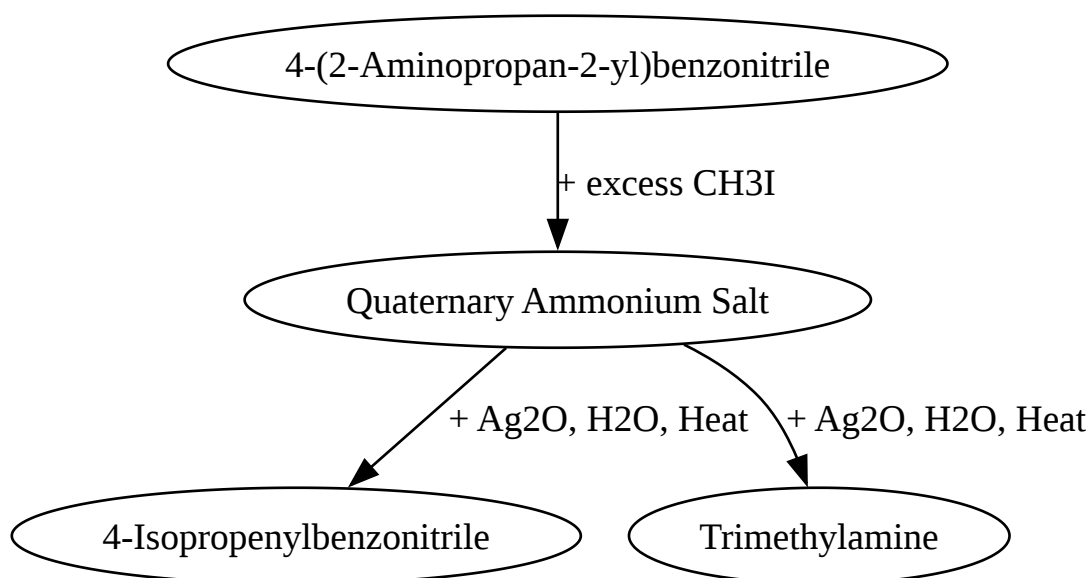 4-(2-Aminopropan-2-yl)benzonitrile
+ excess CH3I
Quaternary Ammonium Salt
+ Ag2O, H2O, Heat
+ Ag2O, H2O, Heat
4-Isopropenylbenzonitrile
Trimethylamine